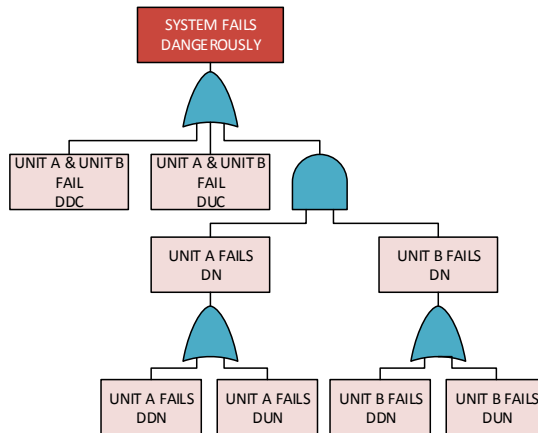 SYSTEM FAILS
DANGEROUSLY
UNIT A & UNIT B
FAIL
DDC
UNIT A & UNIT B
FAIL
DUC
UNIT A FAILS
DN
UNIT B FAILS
DN
UNIT A FAILS
DDN
UNIT A FAILS
DUN
UNIT B FAILS
DDN
UNIT B FAILS
DUN